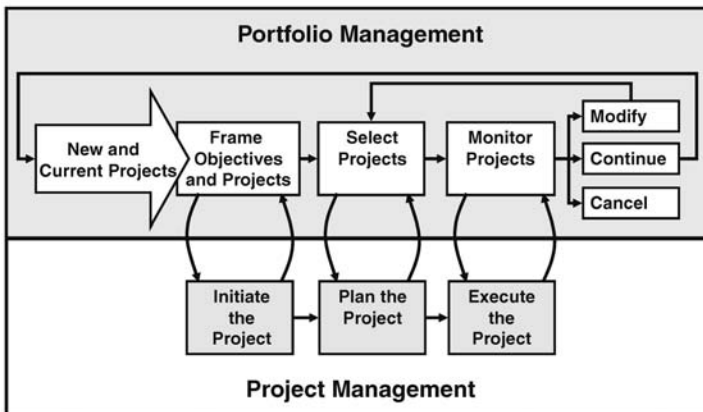 Portfolio Management
New and
Current Projects
Frame
Objectives
and Projects
Select
Projects
Monitor
Projects
Modify
Continue
Cancel
Initiate
the
Project
Plan the
Project
Execute
the
Project
Project Management